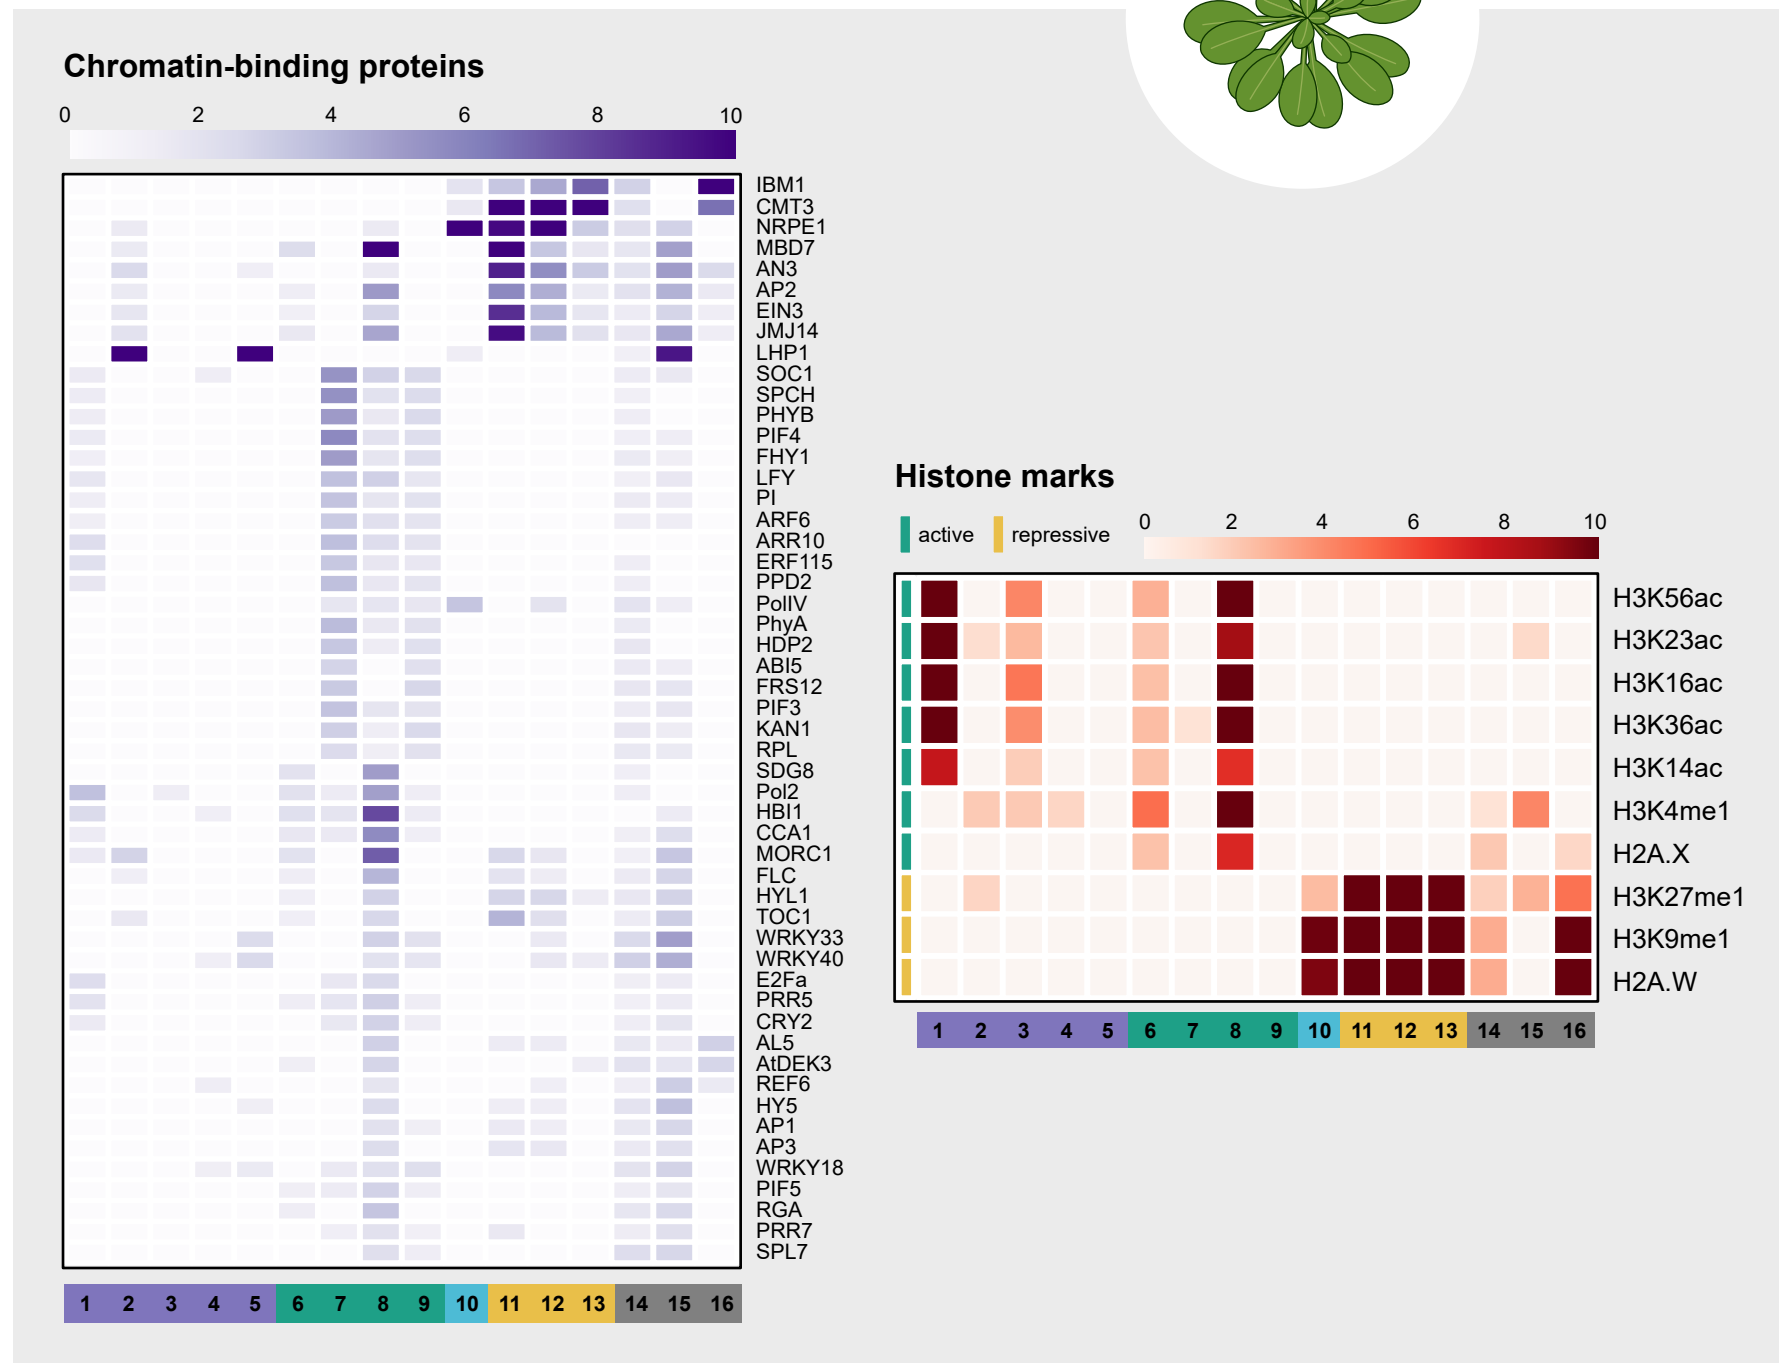 Chromatin-binding proteins
0 2 4 6 8 10
IBM1
CMT3
NRPE1
MBD7
AN3
AP2
EIN3
JMJ14
LHP1
SOC1
SPCH
PHYB
PIF4
FHY1
LFY
PI
ARF6
ARR10
ERF115
PPD2
PolIV
PhyA
HDP2
ABI5
FRS12
PIF3
KAN1
RPL
SDG8
Pol2
HBI1
CCA1
MORC1
FLC
HYL1
TOC1
WRKY33
WRKY40
E2Fa
PRR5
CRY2
AL5
AtDEK3
REF6
HY5
AP1
AP3
WRKY18
PIF5
RGA
PRR7
SPL7
1 2 3 4 5 6 7 8 9 10 11 12 13 14 15 16
Histone marks
active repressive
0 2 4 6 8 10
H3K56ac
H3K23ac
H3K16ac
H3K36ac
H3K14ac
H3K4me1
H2A.X
H3K27me1
H3K9me1
H2A.W
1 2 3 4 5 6 7 8 9 10 11 12 13 14 15 16